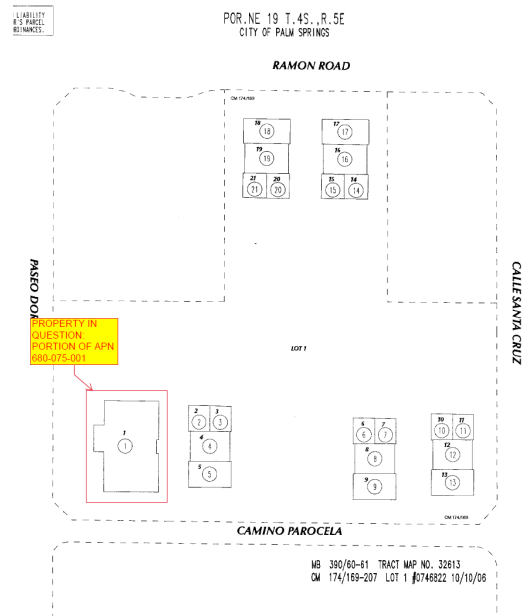 LIABILITY
R'S PARCEL
RDINANCES.
POR.NE 19 T.4S.,R.5E
CITY OF PALM SPRINGS
RAMON ROAD
CM 174/169
18
18
17
17
19
19
16
16
21
21
20
20
15
15
14
14
PASEO DOR
CALLE SANTA CRUZ
PROPERTY IN
QUESTION:
PORTION OF APN
680-075-001
LOT 1
1
1
2
2
3
3
4
4
5
5
6
6
7
7
8
8
9
9
10
10
11
11
12
12
13
13
CM 174/169
CAMINO PAROCELA
MB 390/60-61 TRACT MAP NO. 32613
CM 174/169-207 LOT 1 #0746822 10/10/06